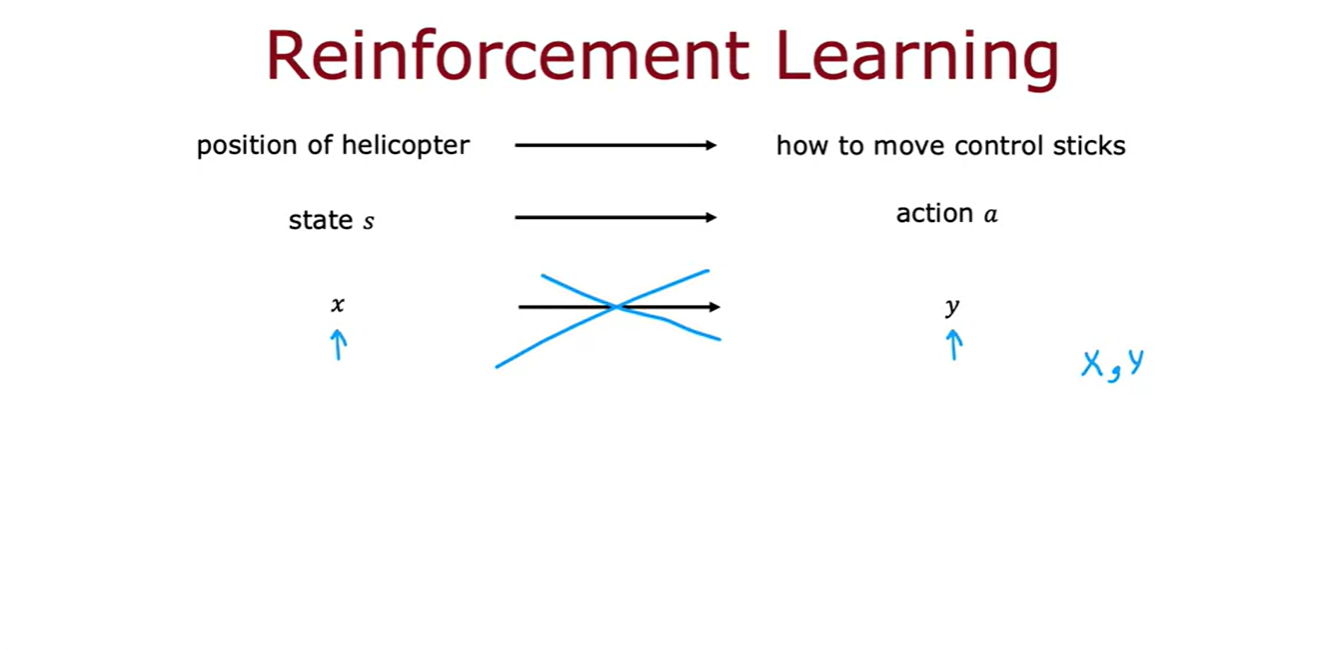 Reinforcement Learning
position of helicopter how to move control sticks
state s action a
x y
X, Y